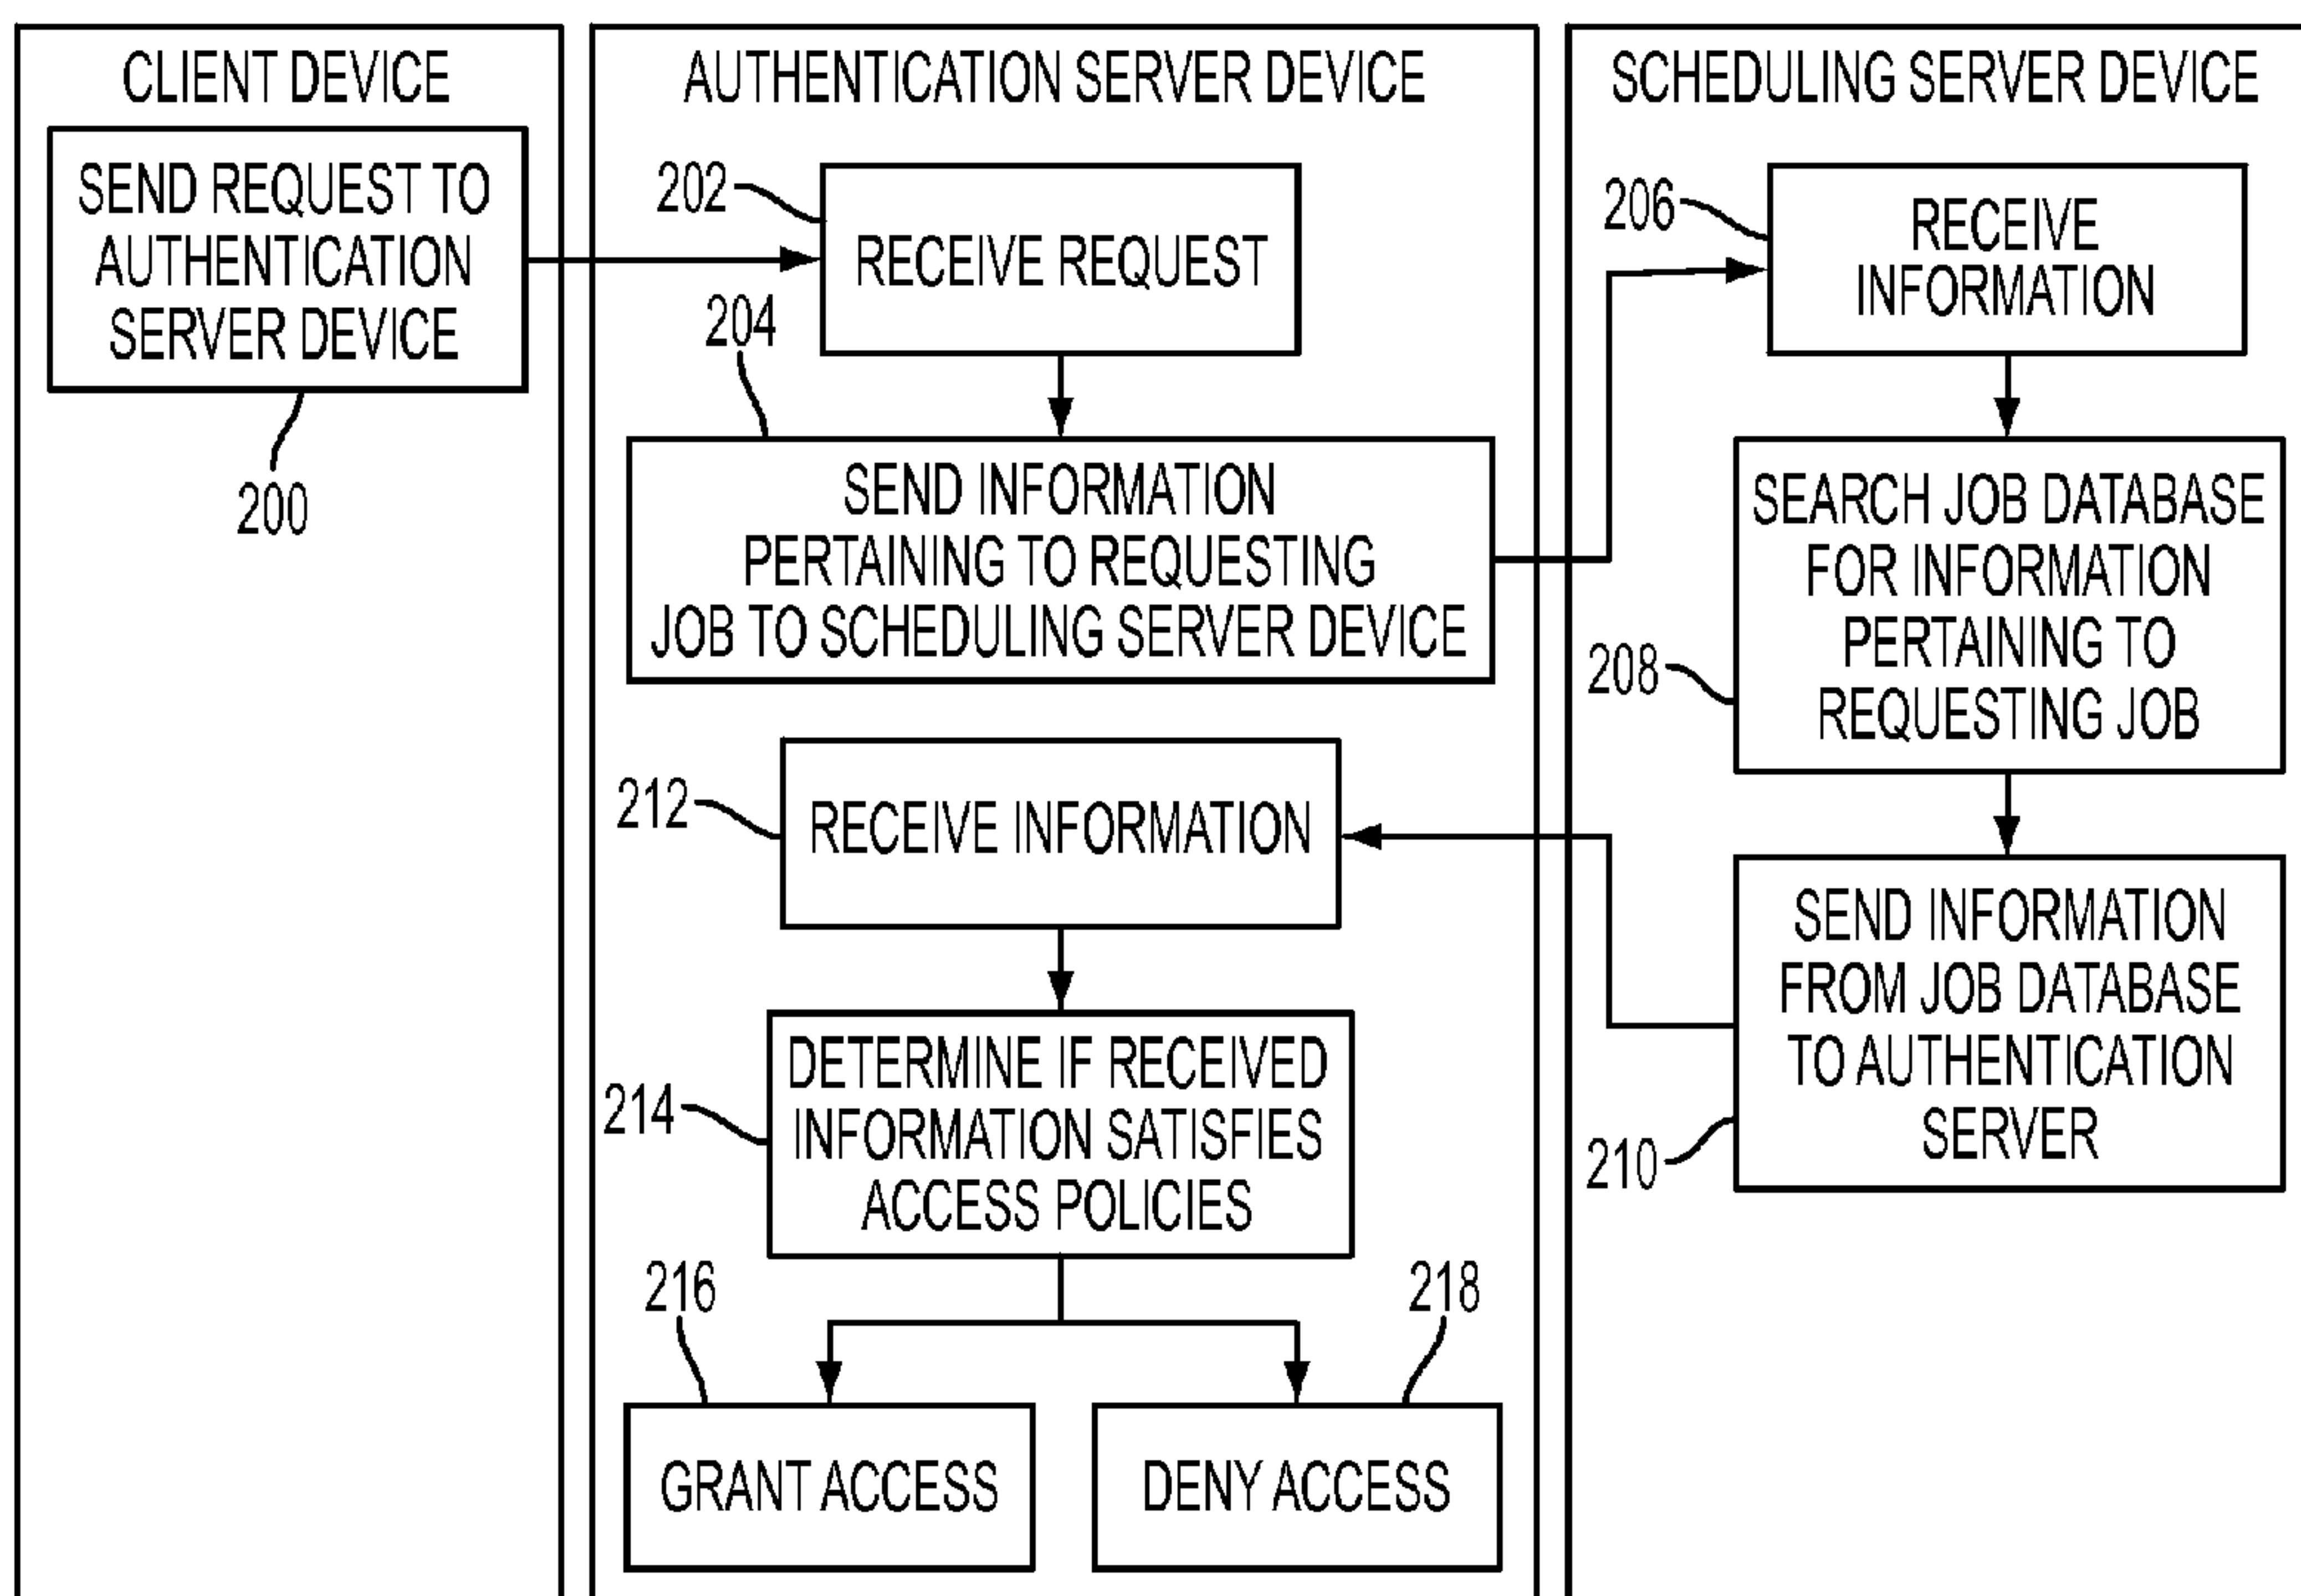 CLIENT DEVICE
SEND REQUEST TO
AUTHENTICATION
SERVER DEVICE
200
AUTHENTICATION SERVER DEVICE
202
RECEIVE REQUEST
204
SEND INFORMATION
PERTAINING TO REQUESTING
JOB TO SCHEDULING SERVER DEVICE
212
RECEIVE INFORMATION
214
DETERMINE IF RECEIVED
INFORMATION SATISFIES
ACCESS POLICIES
216
218
GRANT ACCESS
DENY ACCESS
SCHEDULING SERVER DEVICE
206
RECEIVE
INFORMATION
SEARCH JOB DATABASE
FOR INFORMATION
PERTAINING TO
REQUESTING JOB
208
SEND INFORMATION
FROM JOB DATABASE
TO AUTHENTICATION
SERVER
210